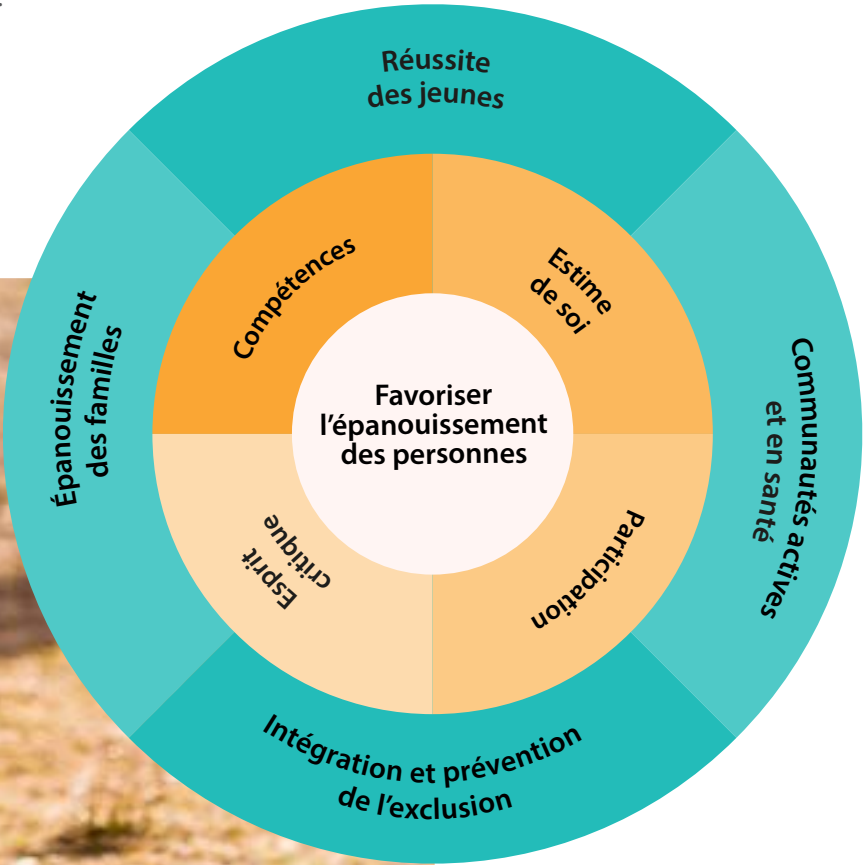 Réussite
des jeunes
Compétences
Estime
de soi
Épanouissement
des familles
Favoriser
l'épanouissement
des personnes
Communautés actives
et en santé
Esprit
critique
Participation
Intégration et prévention
de l'exclusion